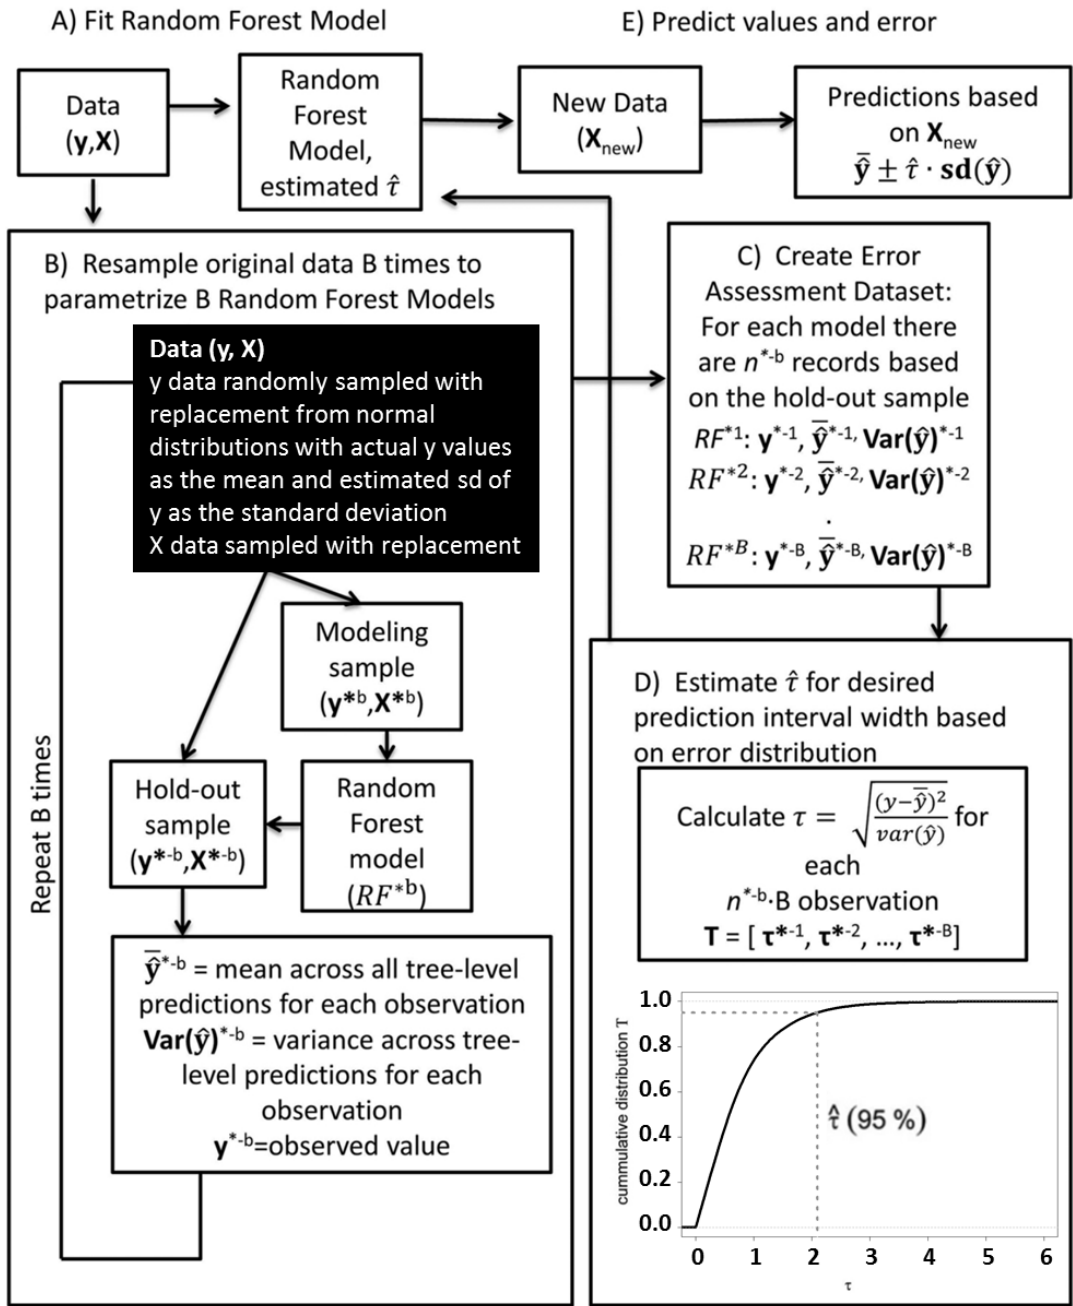 A) Fit Random Forest Model
E) Predict values and error
Data
(y,X)
Random
Forest
Model,
estimated τ̂
New Data
(Xnew)
Predictions based
on Xnew
ŷ̅ ± τ̂ · sd(ŷ)
B) Resample original data B times to
parametrize B Random Forest Models
Data (y, X)
y data randomly sampled with
replacement from normal
distributions with actual y values
as the mean and estimated sd of
y as the standard deviation
X data sampled with replacement
Modeling
sample
(y*b,X*b)
Hold-out
sample
(y*-b,X*-b)
Random
Forest
model
(RF*b)
Repeat B times
ŷ̅*-b = mean across all tree-level
predictions for each observation
Var(ŷ)*-b = variance across tree-
level predictions for each
observation
y*-b=observed value
C) Create Error
Assessment Dataset:
For each model there
are n*-b records based
on the hold-out sample
RF*1: y*-1, ŷ̅*-1, Var(ŷ)*-1
RF*2: y*-2, ŷ̅*-2, Var(ŷ)*-2
.
RF*B: y*-B, ŷ̅*-B, Var(ŷ)*-B
D) Estimate τ̂ for desired
prediction interval width based
on error distribution
Calculate τ = √((y−ŷ̅)²/var(ŷ)) for
each
n*-b·B observation
T = [ τ*-1, τ*-2, ..., τ*-B]
cummulative distribution T
1.0
0.8
0.6
0.4
0.2
0.0
τ̂ (95 %)
0 1 2 3 4 5 6
τ